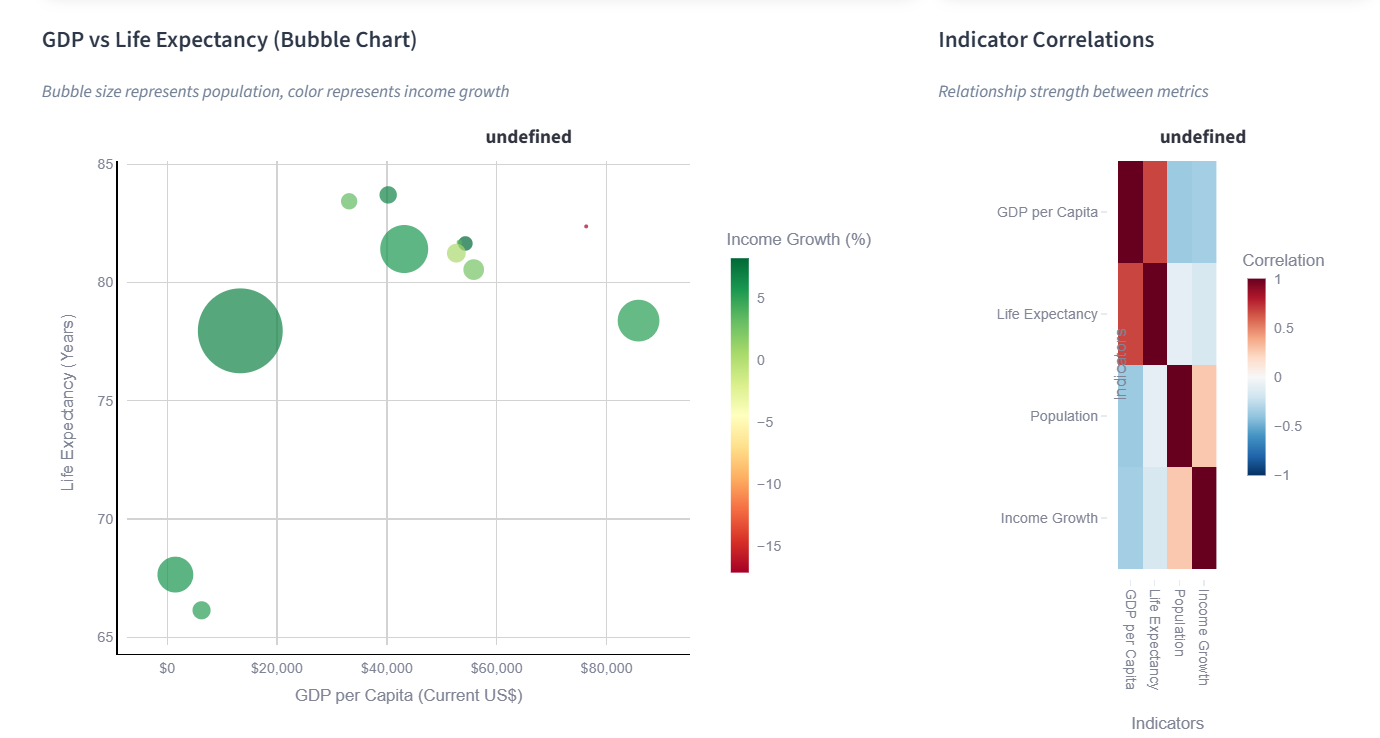 GDP vs Life Expectancy (Bubble Chart)
Bubble size represents population, color represents income growth
undefined
85
80
75
70
65
Life Expectancy (Years)
$0
$20,000
$40,000
$60,000
$80,000
GDP per Capita (Current US$)
Income Growth (%)
5
0
−5
−10
−15
Indicator Correlations
Relationship strength between metrics
undefined
GDP per Capita
Life Expectancy
Population
Income Growth
Indicators
GDP per Capita
Life Expectancy
Population
Income Growth
Indicators
Correlation
1
0.5
0
−0.5
−1